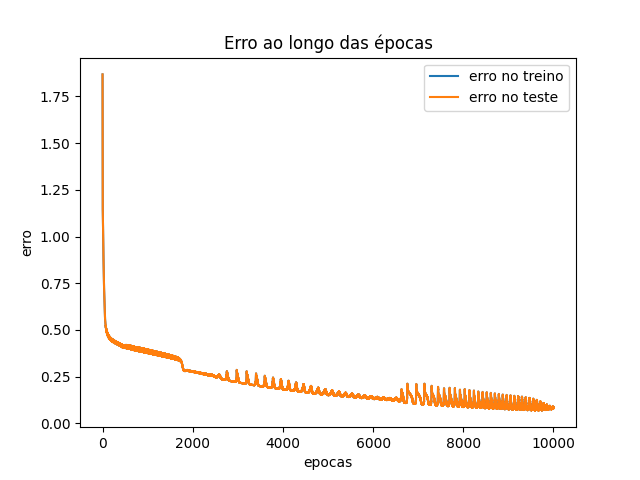 Erro ao longo das épocas
erro no treino
erro no teste
1.75
1.50
1.25
1.00
0.75
0.50
0.25
0.00
erro
0 2000 4000 6000 8000 10000
epocas